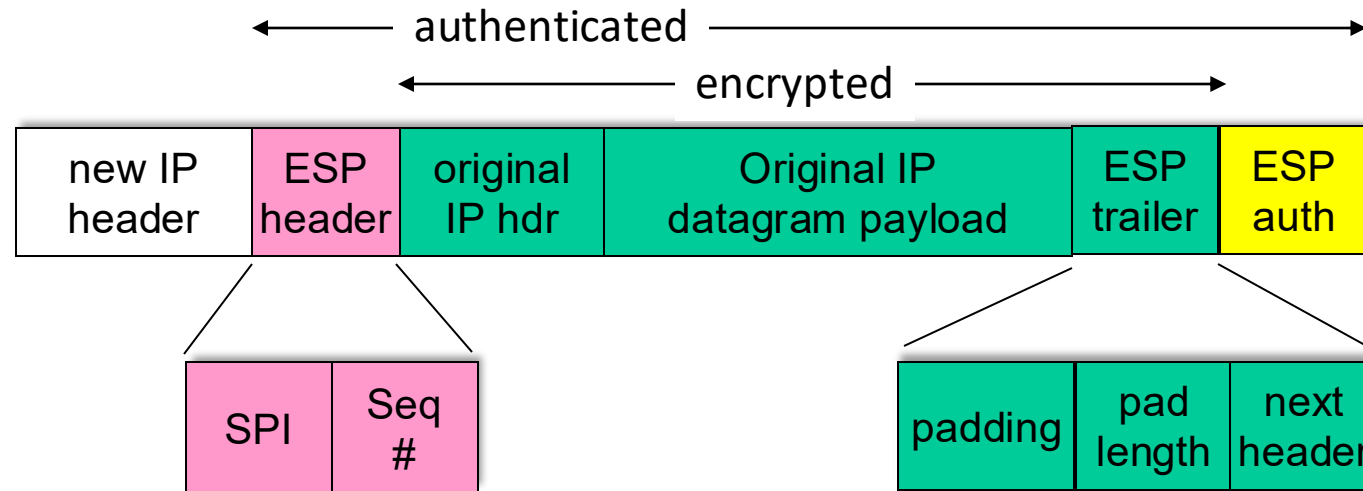 authenticated
encrypted
new IP
header
ESP
header
original
IP hdr
Original IP
datagram payload
ESP
trailer
ESP
auth
SPI
Seq
#
padding
pad
length
next
header